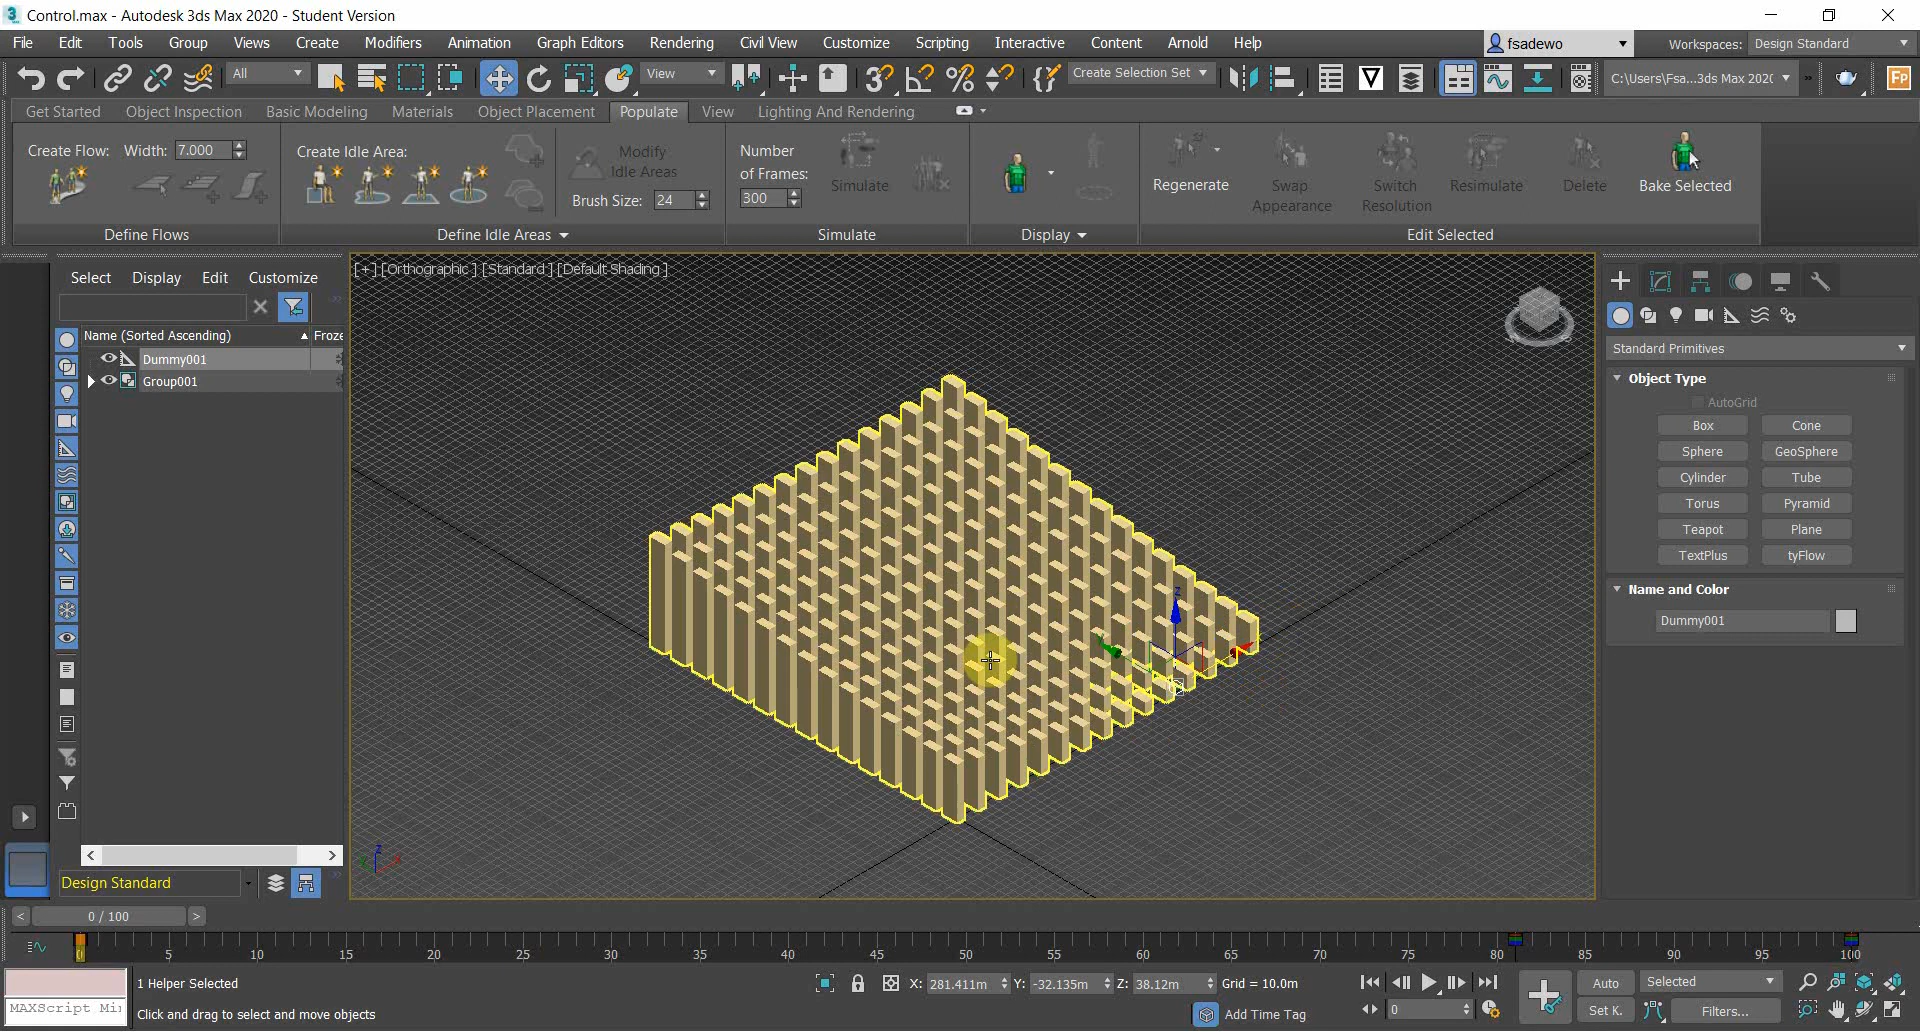 Control.max - Autodesk 3ds Max 2020 - Student Version
File Edit Tools Group Views Create Modifiers Animation Graph Editors Rendering Civil View Customize Scripting Interactive Content Arnold Help
fsadewo
Workspaces: Design Standard
All
View
Create Selection Set
C:\Users\Fsa...3ds Max 202
Get Started Object Inspection Basic Modeling Materials Object Placement Populate View Lighting And Rendering
Create Flow: Width: 7.000
Define Flows
Create Idle Area:
Modify
Idle Areas
Brush Size: 24
Define Idle Areas
Number
of Frames:
300
Simulate
Simulate
Display
Regenerate
Swap
Appearance
Switch
Resolution
Resimulate
Delete
Bake Selected
Edit Selected
Select Display Edit Customize
Name (Sorted Ascending) Froze
Dummy001
Group001
Design Standard
[+] [Orthographic ] [Standard ] [Default Shading ]
z
y
z
x
Standard Primitives
Object Type
AutoGrid
Box Cone
Sphere GeoSphere
Cylinder Tube
Torus Pyramid
Teapot Plane
TextPlus tyFlow
Name and Color
Dummy001
< 0 / 100 >
0 5 10 15 20 25 30 35 40 45 50 55 60 65 70 75 80 85 90 95 100
MAXScript Mi
1 Helper Selected
Click and drag to select and move objects
X: 281.411m Y: -32.135m Z: 38.12m Grid = 10.0m
Add Time Tag
0
Auto Selected
Set K. Filters...
Fp